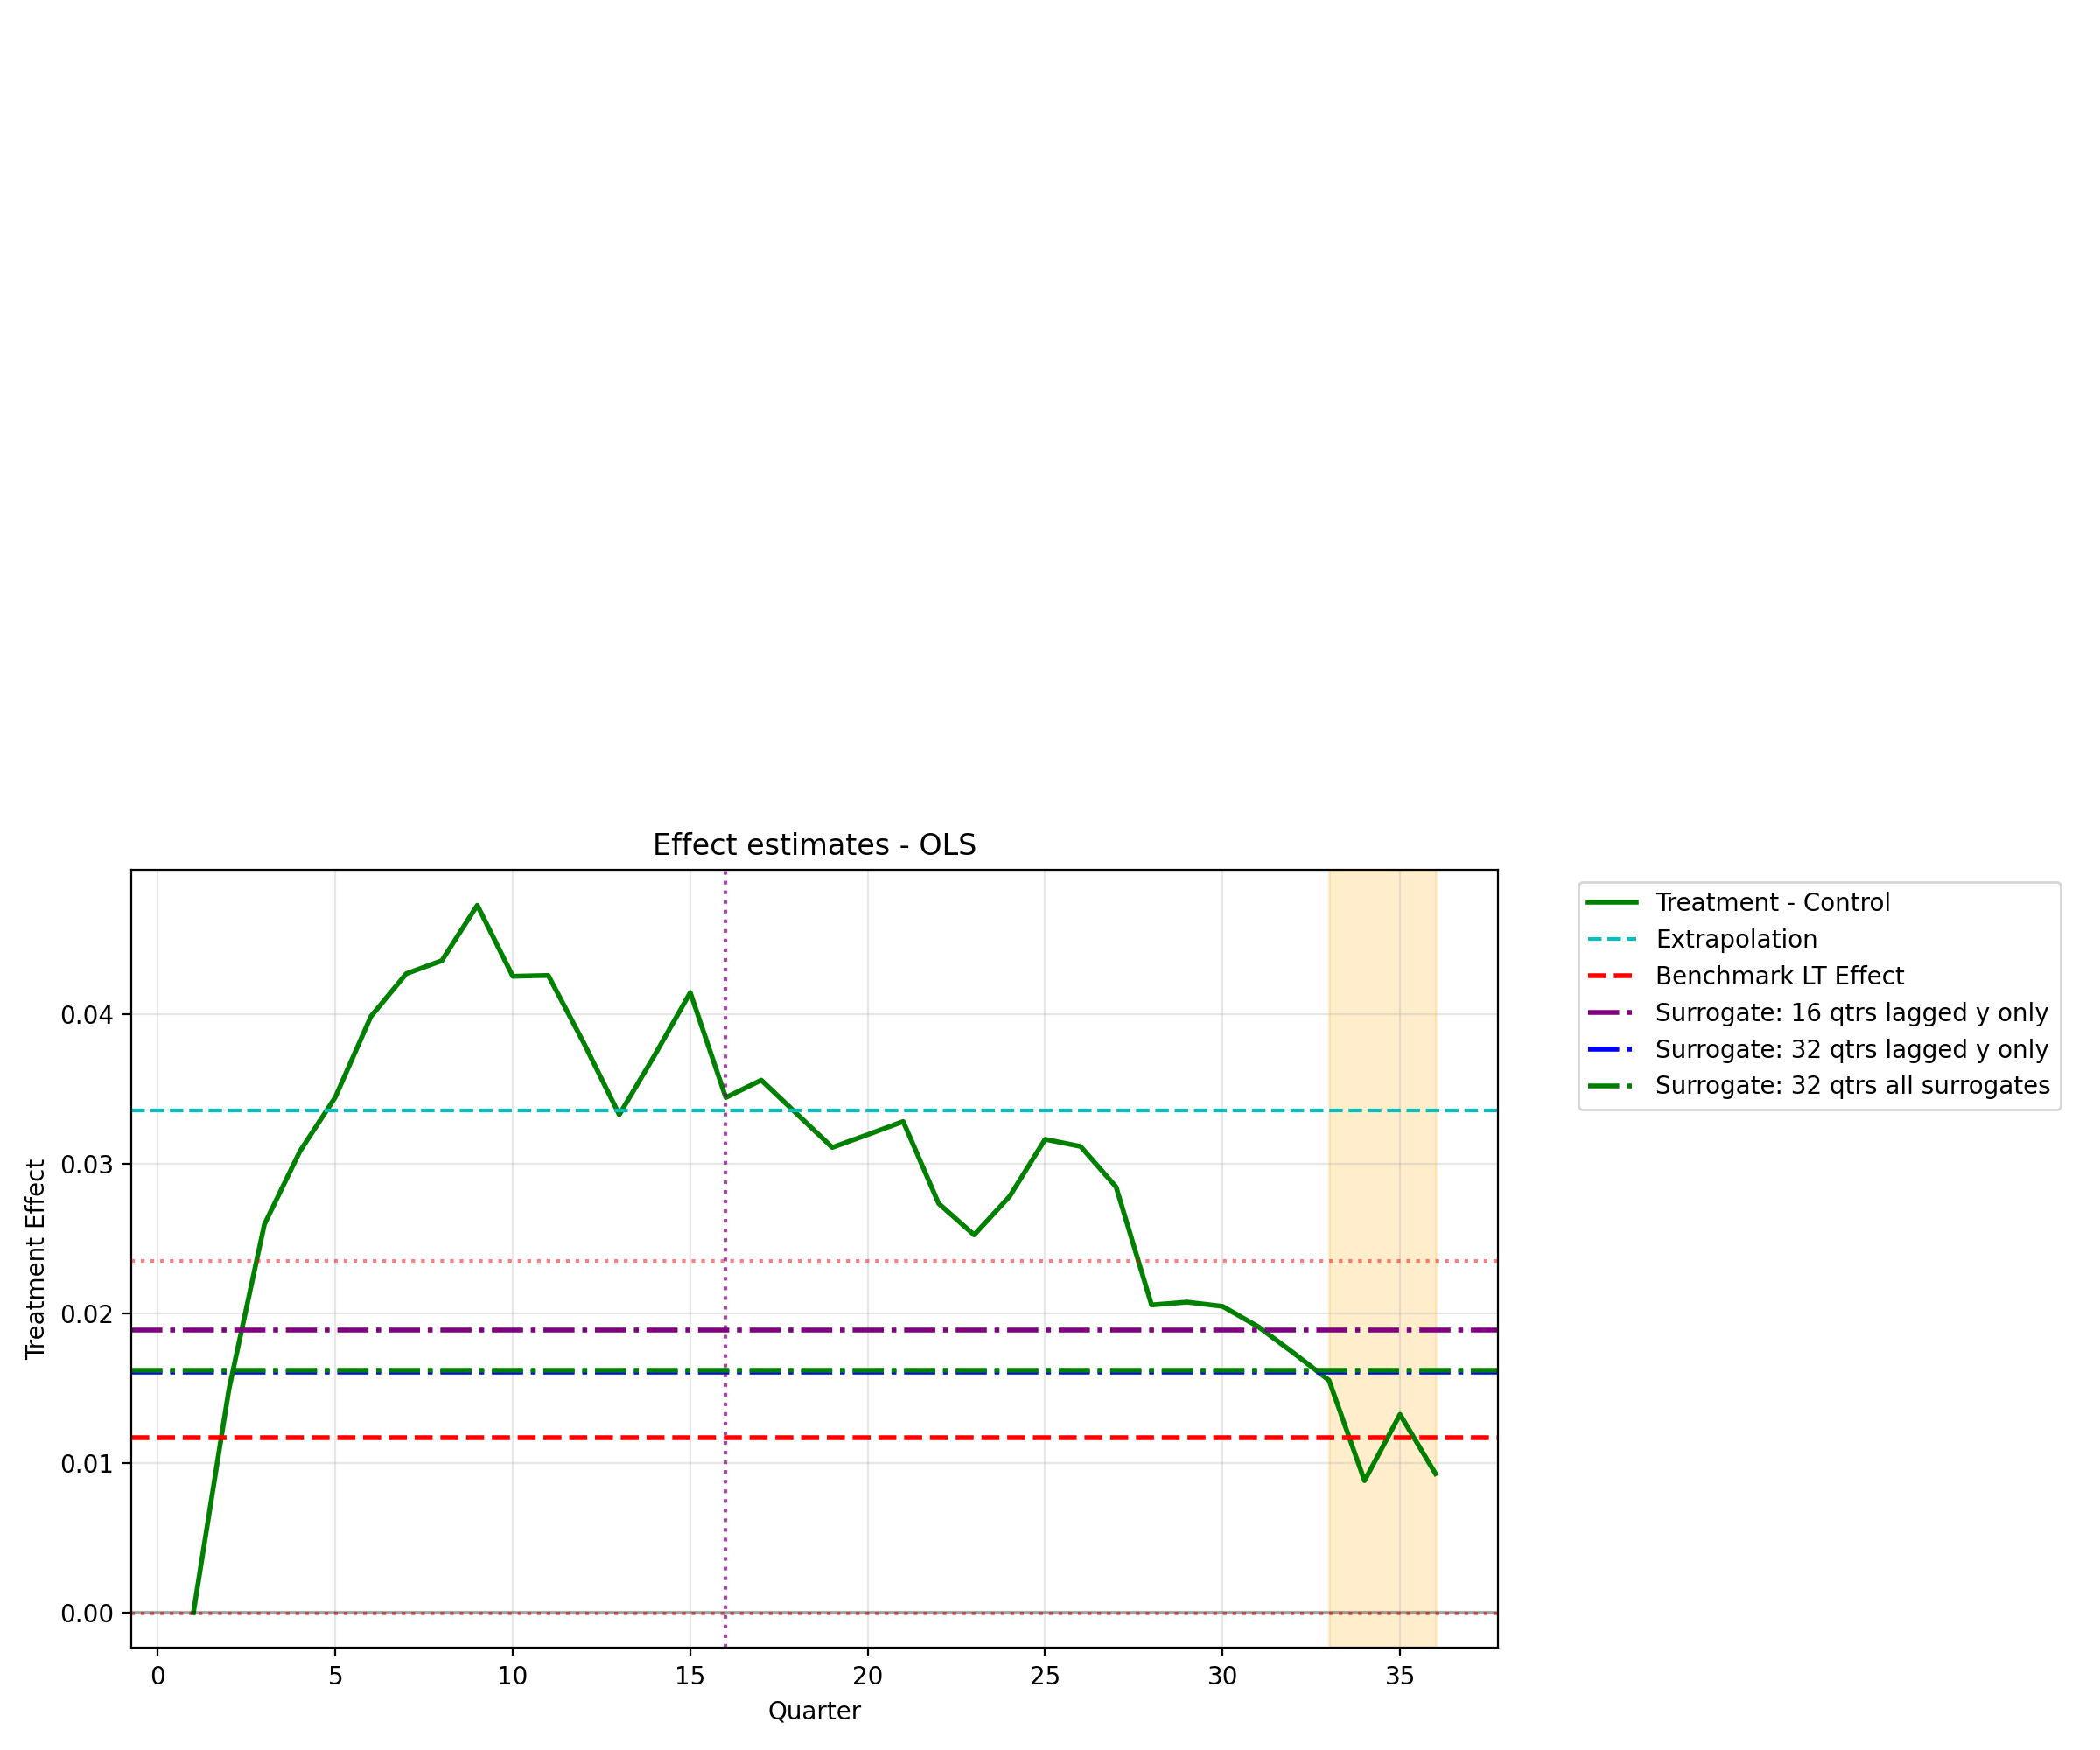 Effect estimates - OLS
Treatment - Control
Extrapolation
Benchmark LT Effect
Surrogate: 16 qtrs lagged y only
Surrogate: 32 qtrs lagged y only
Surrogate: 32 qtrs all surrogates
Treatment Effect
0.04
0.03
0.02
0.01
0.00
0 5 10 15 20 25 30 35
Quarter